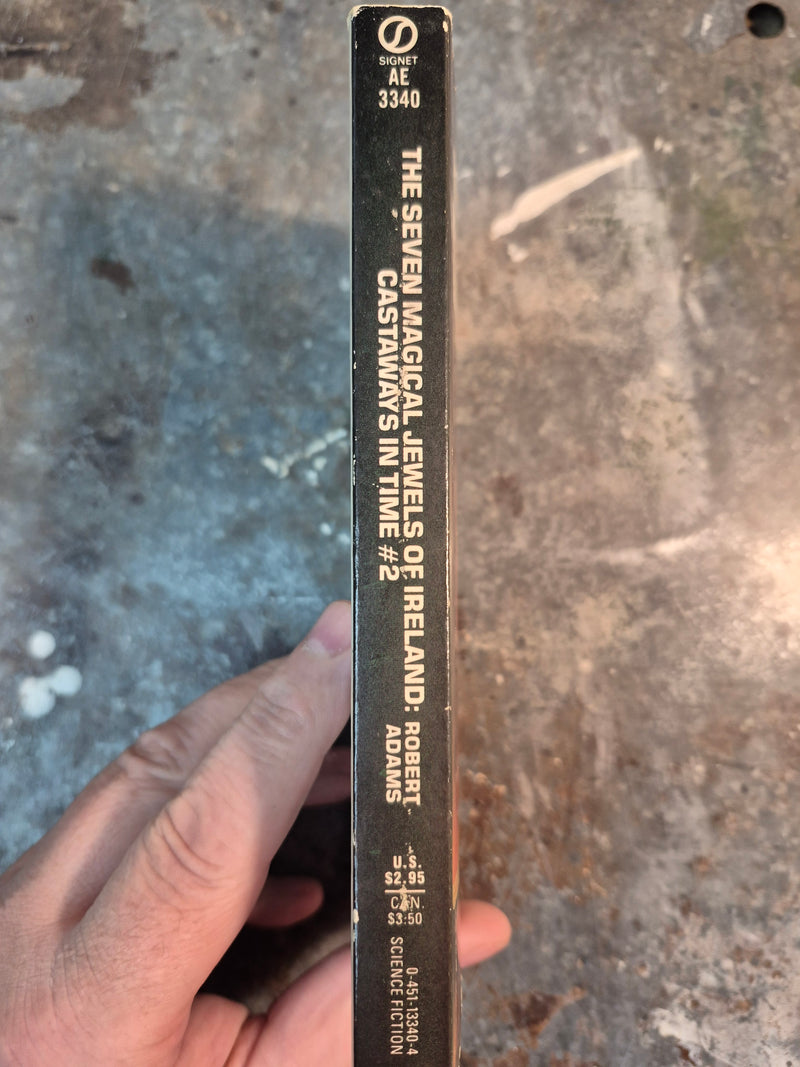 SIGNET
AE
3340
THE SEVEN MAGICAL JEWELS OF IRELAND:
CASTAWAYS IN TIME #2
ROBERT
ADAMS
U.S.
$2.95
CAN.
$3.50
0-451-13340-4
SCIENCE FICTION